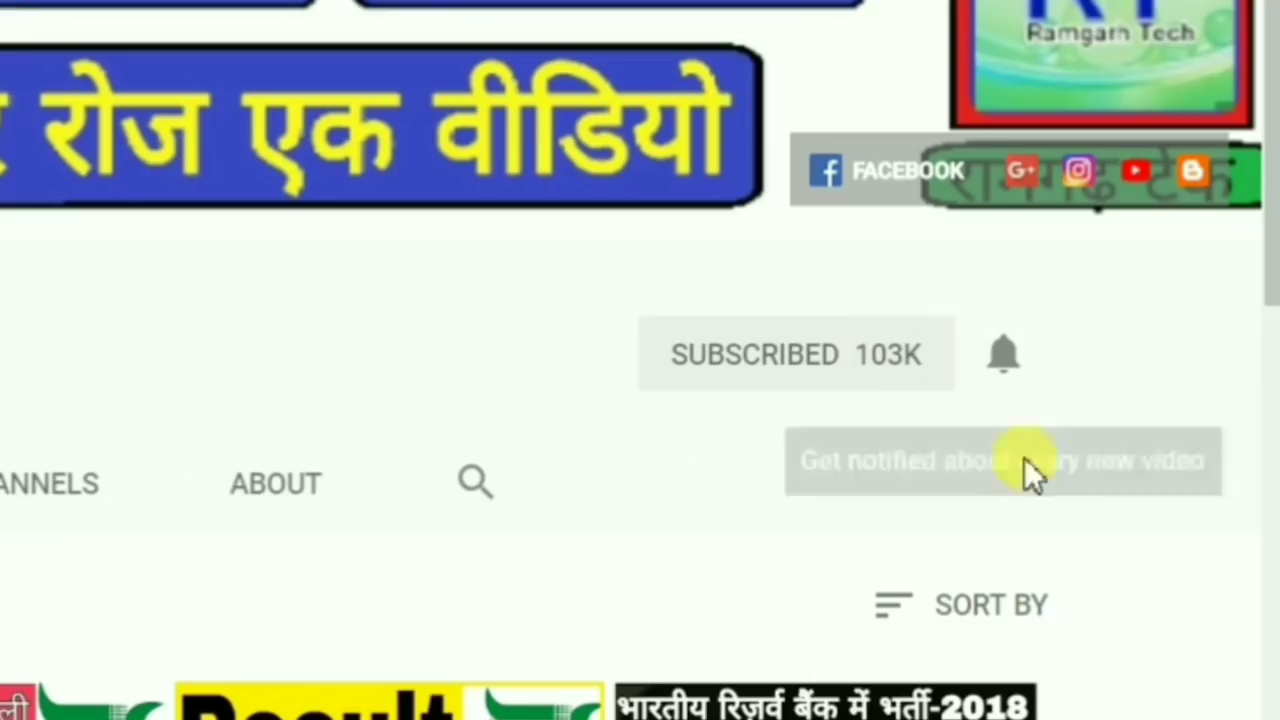 Ramgarh Tech
रोज एक वीडियो
FACEBOOK
रामगढ़ टेक
SUBSCRIBED 103K
Get notified about every new video
ABOUT
SORT BY
Result
भारतीय रिज़र्व बैंक में भर्ती-2018